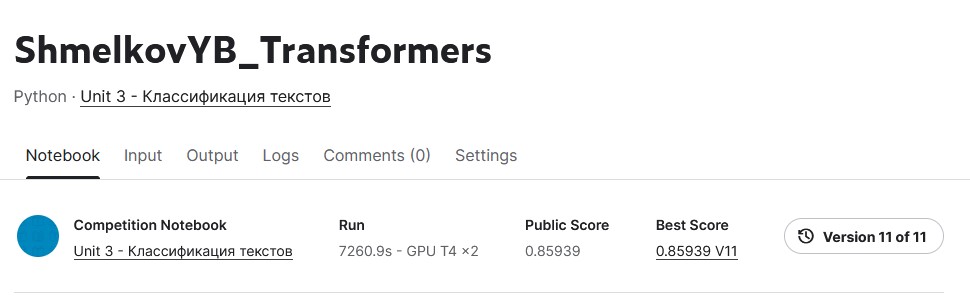 ShmelkovYB_Transformers
Python · Unit 3 - Классификация текстов
Notebook Input Output Logs Comments (0) Settings
Competition Notebook Run Public Score Best Score
Unit 3 - Классификация текстов 7260.9s - GPU T4 ×2 0.85939 0.85939 V11
Version 11 of 11